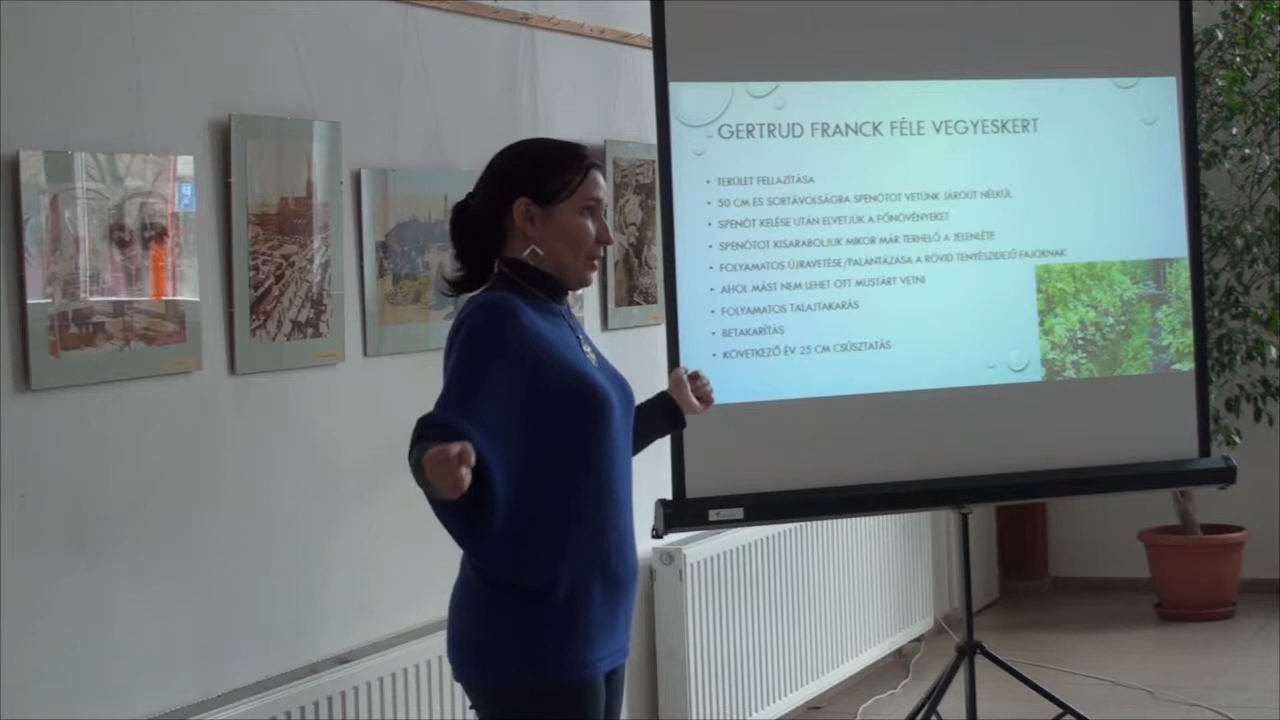 GERTRUD FRANCK FÉLE VEGYESKERT
• TERÜLET FELLAZÍTÁSA
• 50 CM-ES SORTÁVOLSÁGRA SPENÓTOT VETÜNK JÁRÓÚT NÉLKÜL
• SPENÓT KELÉSE UTÁN ELVETJÜK A FŐNÖVÉNYEKET
• SPENÓTOT KISARABOLJUK MIKOR MÁR TERHELŐ A JELENLÉTE
• FOLYAMATOS ÚJRAVETÉSE/PALÁNTÁZÁSA A RÖVID TENYÉSZIDEJŰ FAJOKNAK
• AHOL MÁST NEM LEHET OTT MUSTÁRT VETNI
• FOLYAMATOS TALAJTAKARÁS
• BETAKARÍTÁS
• KÖVETKEZŐ ÉV 25 CM CSÚSZTATÁS